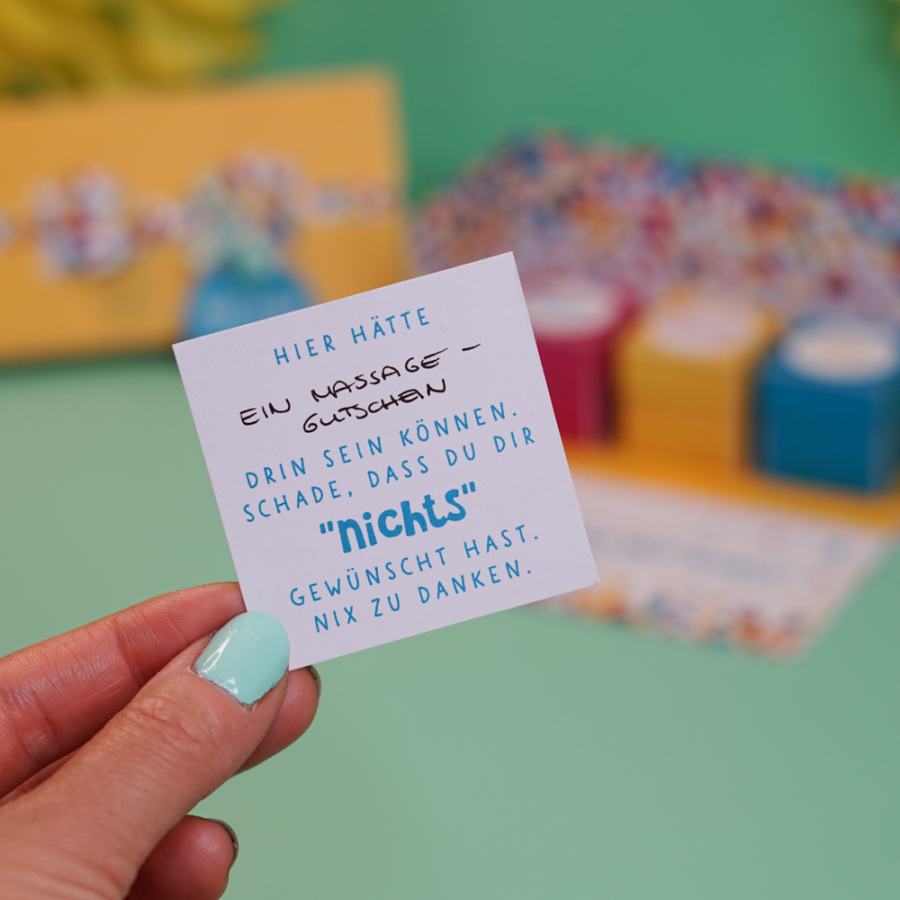 HIER HÄTTE
EIN MASSAGE-
GUTSCHEIN
DRIN SEIN KÖNNEN.
SCHADE, DASS DU DIR
"nichts"
GEWÜNSCHT HAST.
NIX ZU DANKEN.